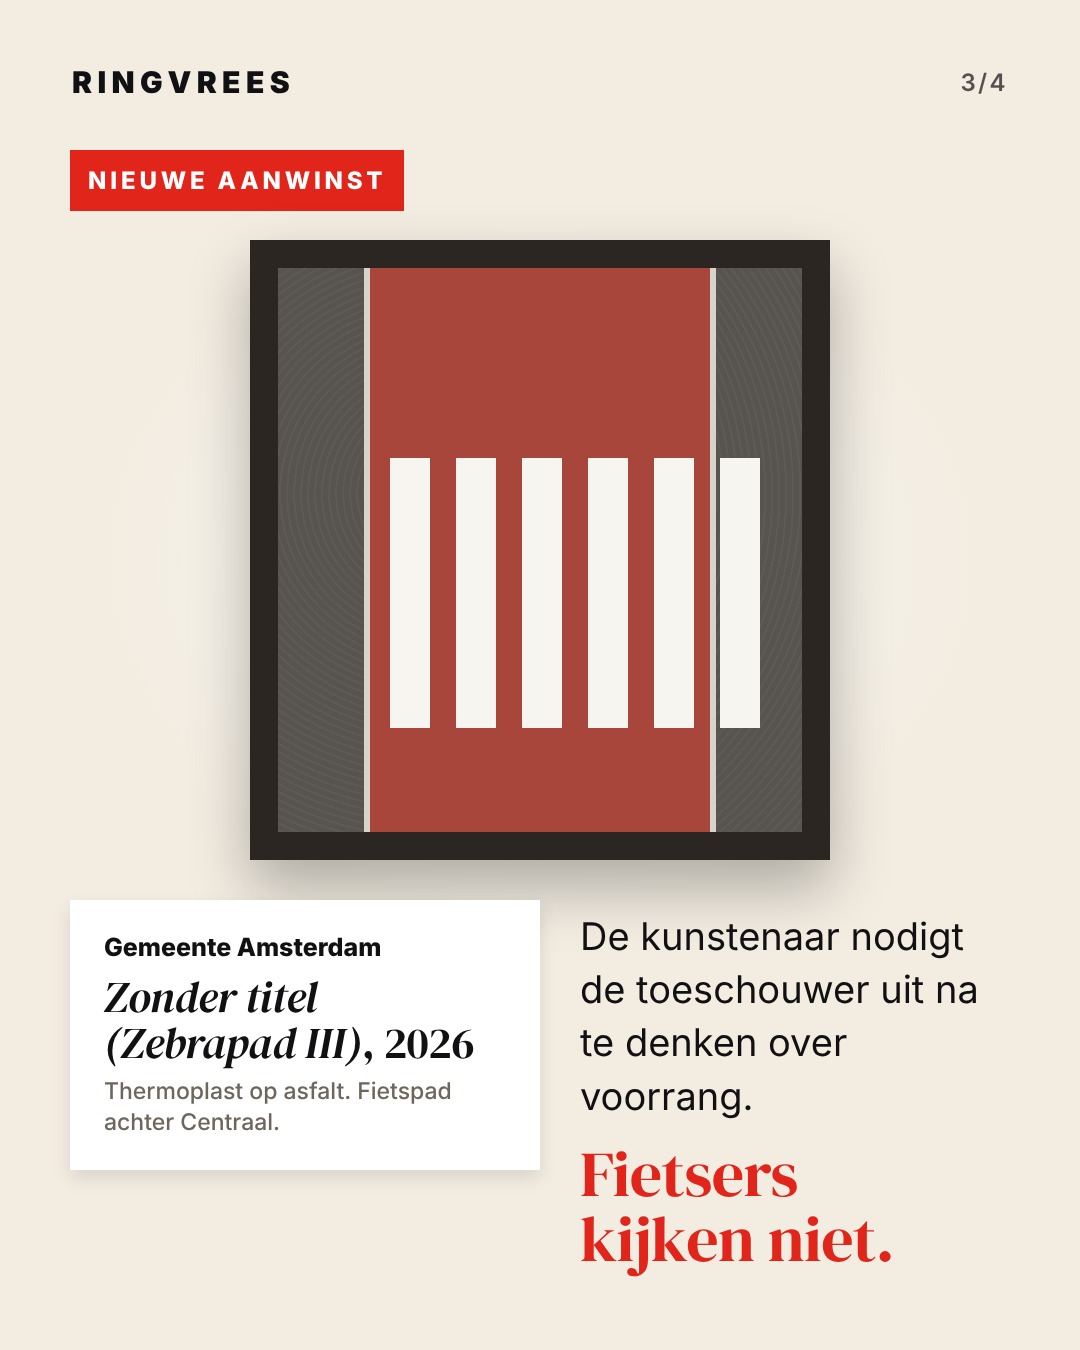 RINGVREES
3/4
NIEUWE AANWINST
Gemeente Amsterdam
Zonder titel
(Zebrapad III), 2026
Thermoplast op asfalt. Fietspad
achter Centraal.
De kunstenaar nodigt
de toeschouwer uit na
te denken over
voorrang.
Fietsers
kijken niet.